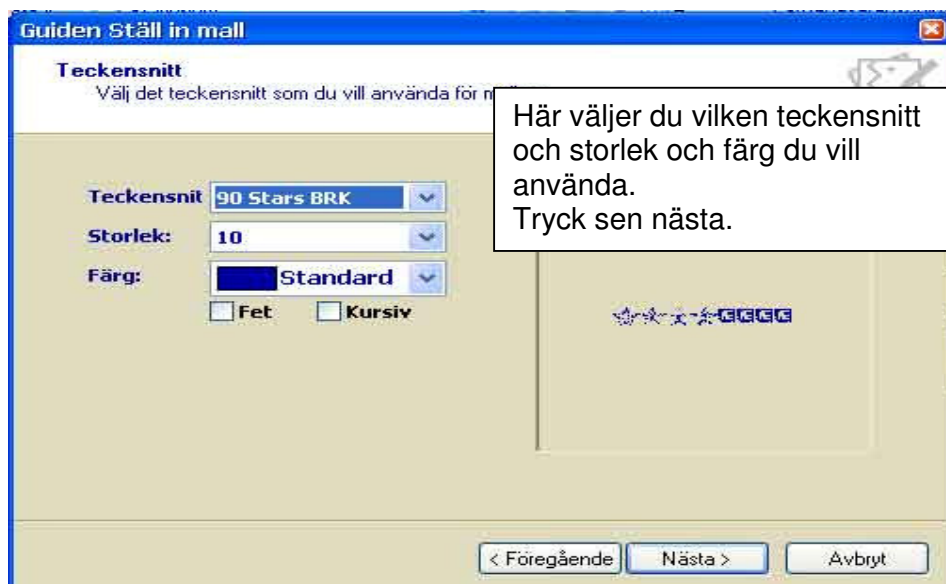 Guiden Ställ in mall
Teckensnitt
Välj det teckensnitt som du vill använda för
Här väljer du vilken teckensnitt
och storlek och färg du vill
använda.
Tryck sen nästa.
Teckensnit 90 Stars BRK
Storlek: 10
Färg: Standard
Fet Kursiv
< Föregående Nästa > Avbryt